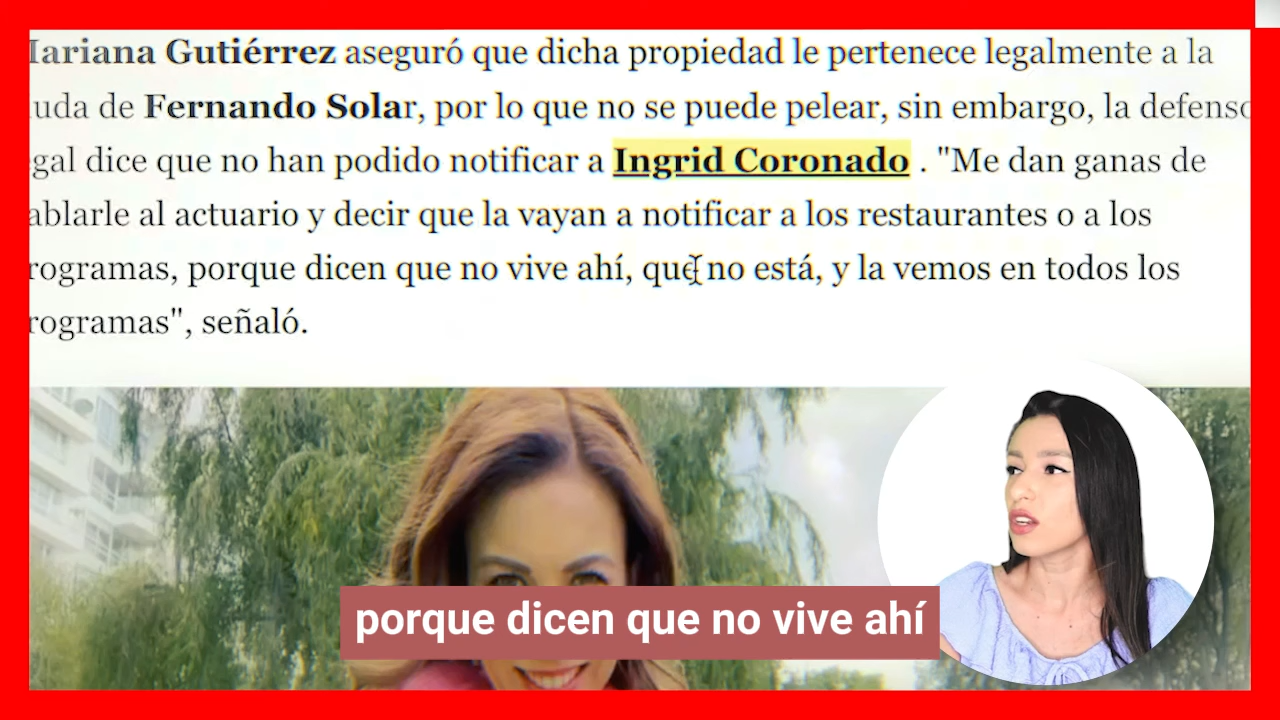 Mariana Gutiérrez aseguró que dicha propiedad le pertenece legalmente a la
uda de Fernando Solar, por lo que no se puede pelear, sin embargo, la defenso
gal dice que no han podido notificar a Ingrid Coronado . "Me dan ganas de
ablarle al actuario y decir que la vayan a notificar a los restaurantes o a los
rogramas, porque dicen que no vive ahí, que no está, y la vemos en todos los
rogramas", señaló.
porque dicen que no vive ahí